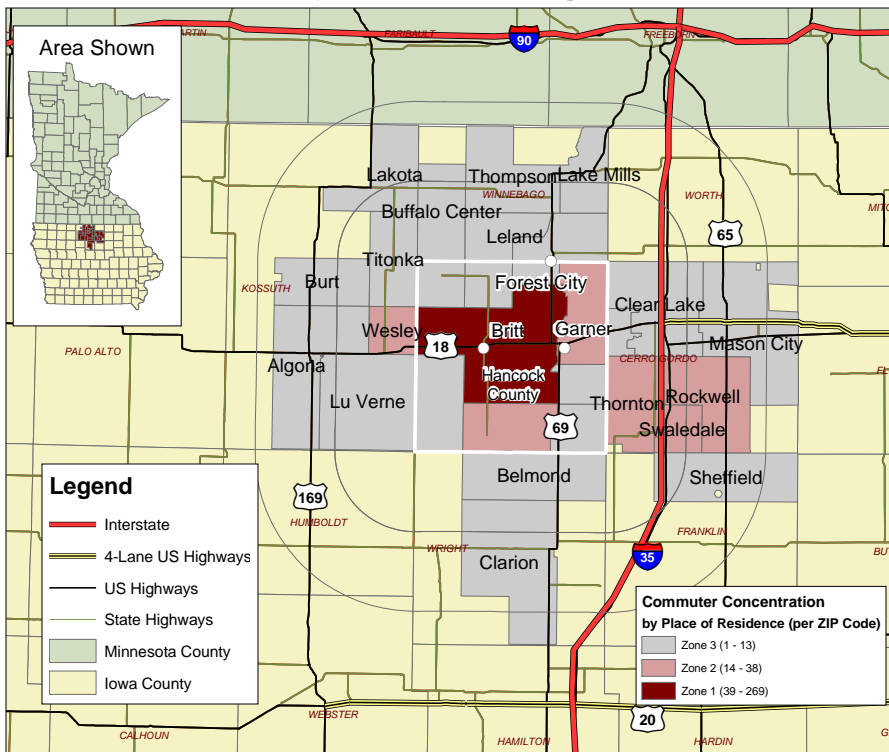 Area Shown
MARTIN
FARIBAULT
FREEBORN
90
Lakota
Thompson
Lake Mills
WINNEBAGO
WORTH
Buffalo Center
Leland
65
Titonka
KOSSUTH
Burt
Forest City
Clear Lake
Wesley
Britt
Garner
18
Mason City
PALO ALTO
Algona
CERRO GORDO
Hancock
County
Lu Verne
Thornton
Rockwell
69
Swaledale
Belmond
Sheffield
169
HUMBOLDT
FRANKLIN
WRIGHT
35
Clarion
Legend
Interstate
4-Lane US Highways
US Highways
State Highways
Minnesota County
Iowa County
Commuter Concentration
by Place of Residence (per ZIP Code)
Zone 3 (1 - 13)
Zone 2 (14 - 38)
Zone 1 (39 - 269)
WEBSTER
20
CALHOUN
HAMILTON
HARDIN